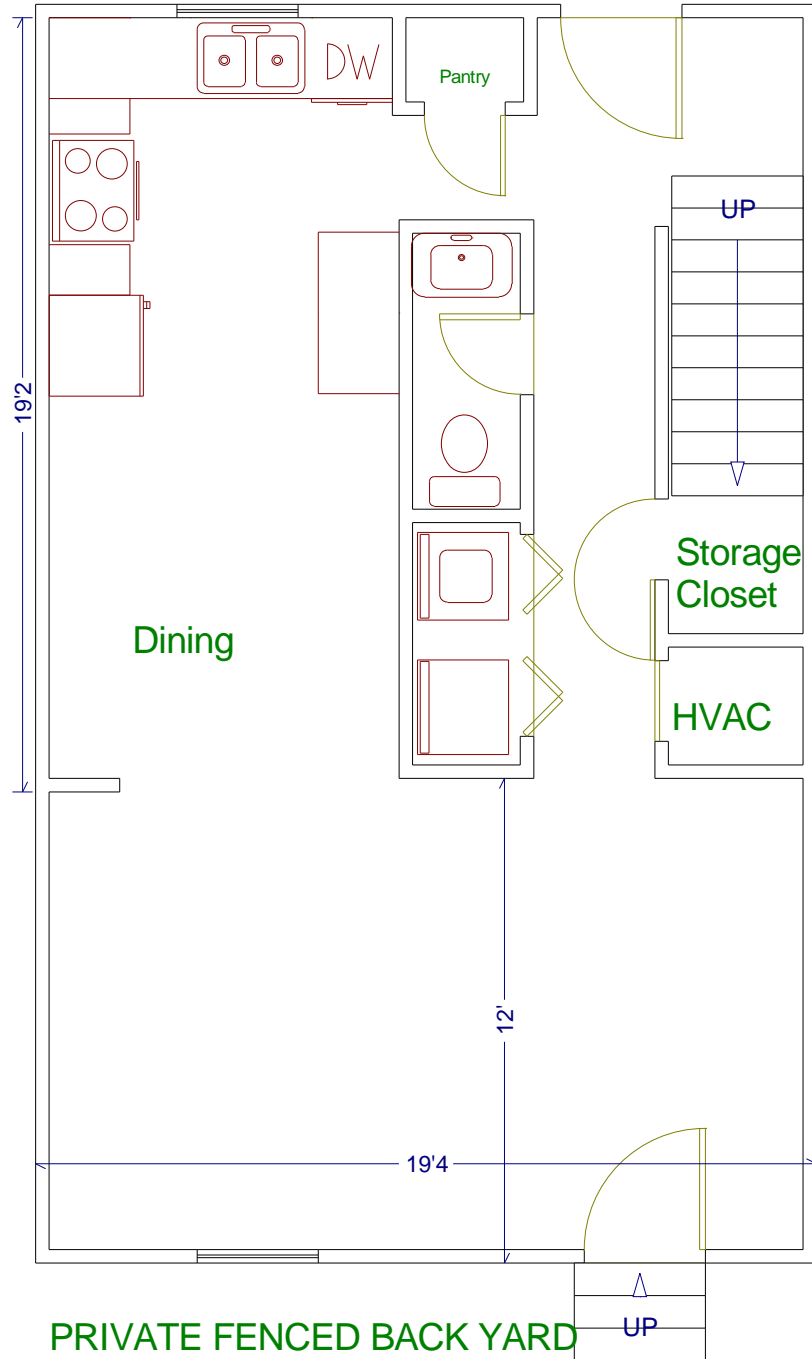 DW
Pantry
UP
19'2
Storage
Closet
Dining
HVAC
12'
19'4
PRIVATE FENCED BACK YARD
UP